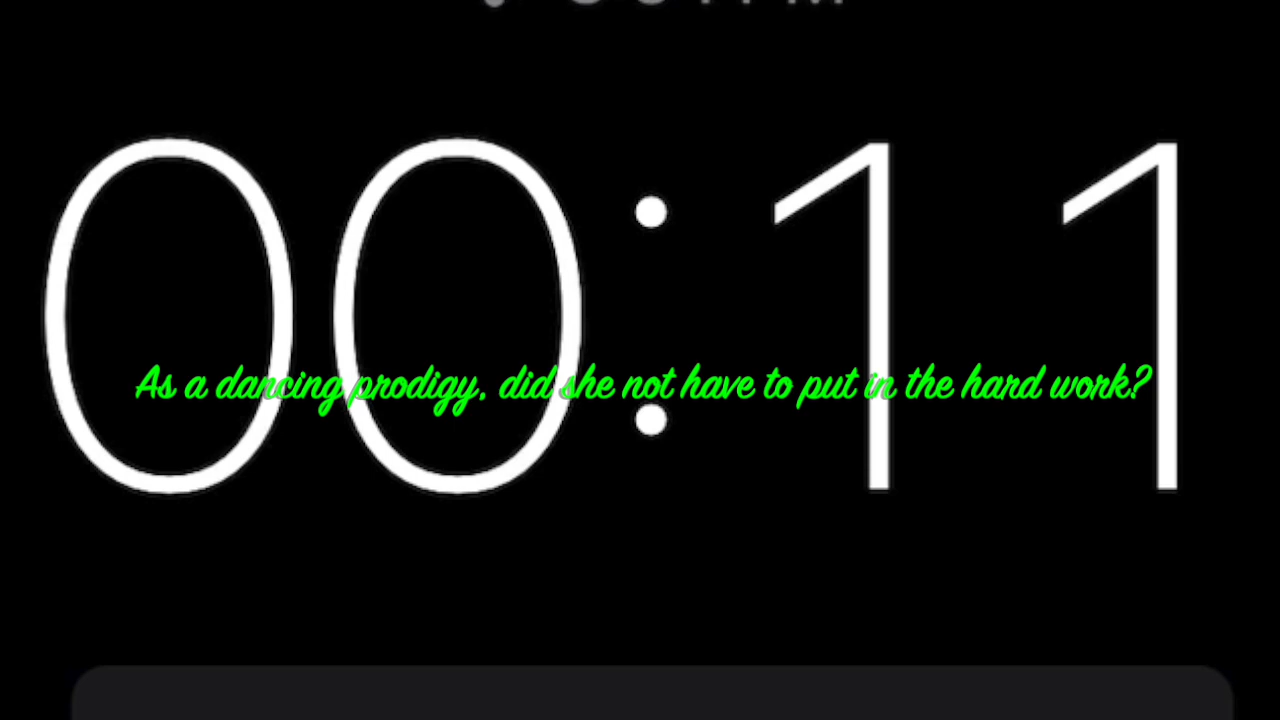 00:11
As a dancing prodigy, did she not have to put in the hard work?